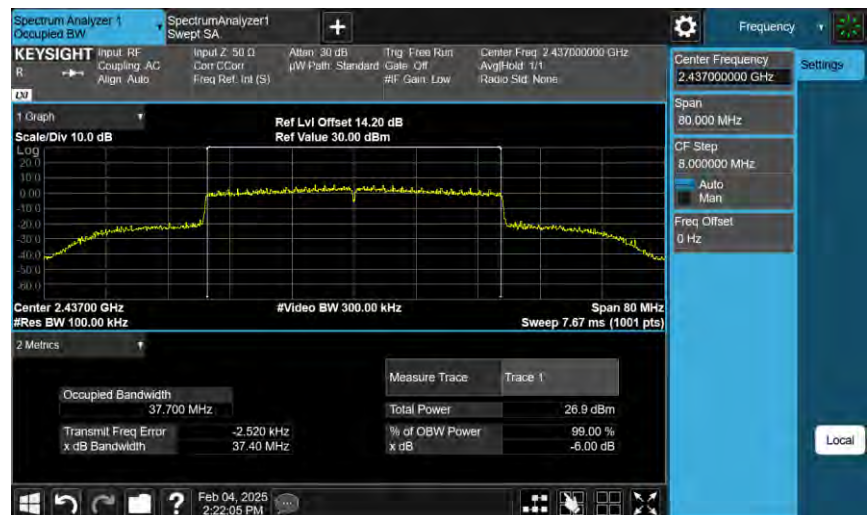 Spectrum Analyzer 1
Occupied BW
SpectrumAnalyzer1
Swept SA
Frequency
KEYSIGHT
R
LXI
Input: RF
Coupling: AC
Align: Auto
Input Z: 50 Ω
Corr CCorr
Freq Ref: Int (S)
Atten: 30 dB
µW Path: Standard
Trig: Free Run
Gate: Off
#IF Gain: Low
Center Freq: 2.437000000 GHz
Avg|Hold: 1/1
Radio Std: None
Center Frequency
2.437000000 GHz
Settings
Span
80.000 MHz
CF Step
8.000000 MHz
Auto
Man
Freq Offset
0 Hz
1 Graph
Scale/Div 10.0 dB
Ref Lvl Offset 14.20 dB
Ref Value 30.00 dBm
Log
20.0
10.0
0.00
-10.0
-20.0
-30.0
-40.0
-50.0
-60.0
Center 2.43700 GHz
#Video BW 300.00 kHz
Span 80 MHz
#Res BW 100.00 kHz
Sweep 7.67 ms (1001 pts)
2 Metrics
Measure Trace
Trace 1
Occupied Bandwidth
37.700 MHz
Total Power
26.9 dBm
Transmit Freq Error
-2.520 kHz
% of OBW Power
99.00 %
x dB Bandwidth
37.40 MHz
x dB
-6.00 dB
Local
Feb 04, 2025
2:22:05 PM